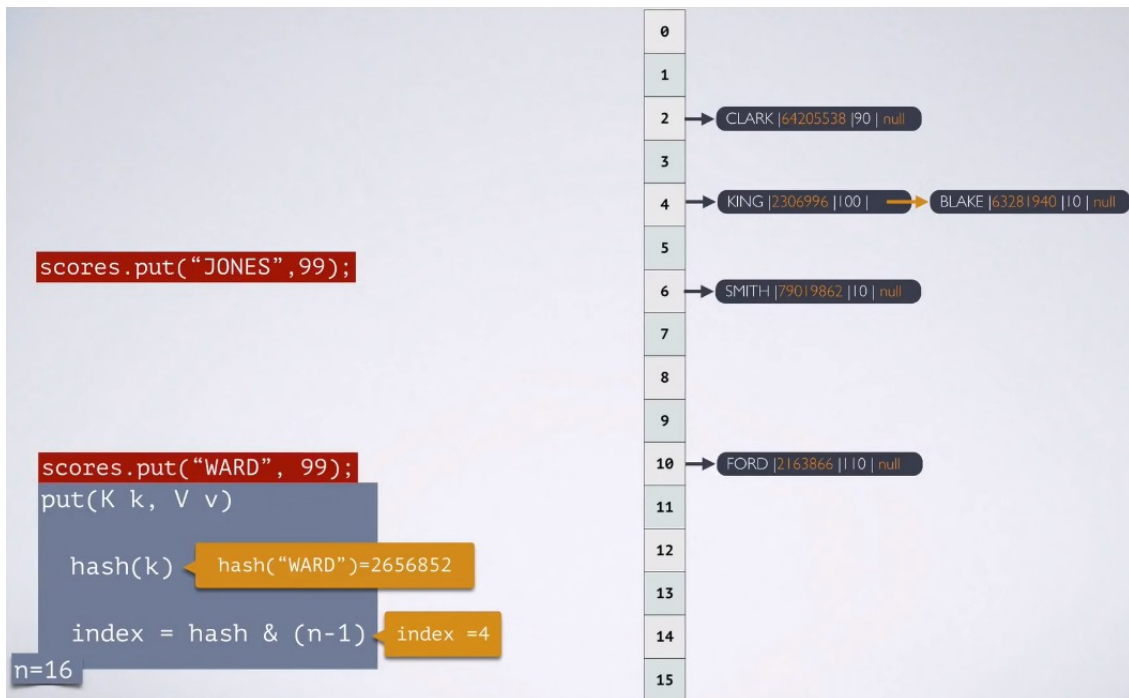 0
1
2
CLARK |64205538 |90 | null
3
4
KING |2306996 |100 |
BLAKE |63281940 |10 | null
5
scores.put(“JONES”,99);
6
SMITH |79019862 |10 | null
7
8
9
scores.put(“WARD”, 99);
10
FORD |2163866 |110 | null
put(K k, V v)
11
12
hash(k)
hash(“WARD”)=2656852
13
index = hash & (n-1)
index =4
14
n=16
15